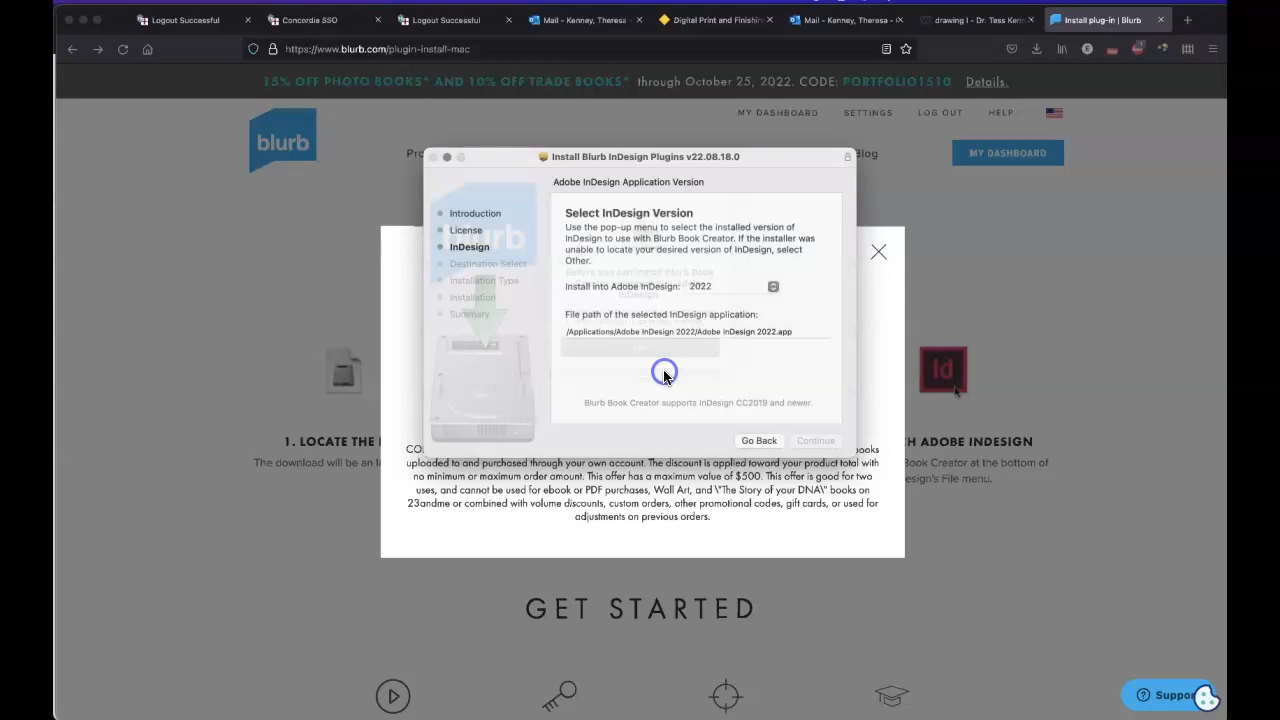 Logout Successful
Concordia SSO
Logout Successful
Mail - Kenney, Theresa -
Digital Print and Finishin
Mail - Kenney, Theresa -
drawing I - Dr. Tess Kenn
Install plug-in | Blurb
https://www.blurb.com/plugin-install-mac
15% OFF PHOTO BOOKS* AND 10% OFF TRADE BOOKS* through October 25, 2022. CODE: PORTFOLIO1510 Details.
MY DASHBOARD SETTINGS LOG OUT HELP
blurb
Pro
Blog
MY DASHBOARD
Install Blurb InDesign Plugins v22.08.18.0
Adobe InDesign Application Version
Introduction
License
InDesign
Destination Select
Installation Type
Installation
Summary
Select InDesign Version
Use the pop-up menu to select the installed version of
InDesign to use with Blurb Book Creator. If the installer was
unable to locate your desired version of InDesign, select
Other.
Before you can install Blurb Book
InDesign
Install into Adobe InDesign: 2022
File path of the selected InDesign application:
/Applications/Adobe InDesign 2022/Adobe InDesign 2022.app
Blurb Book Creator supports InDesign CC2019 and newer.
Go Back
Continue
Id
1. LOCATE THE
The download will be an
CH ADOBE INDESIGN
Book Creator at the bottom of
esign's File menu.
books
uploaded to and purchased through your own account. The discount is applied toward your product total with
no minimum or maximum order amount. This offer has a maximum value of $500. This offer is good for two
uses, and cannot be used for ebook or PDF purchases, Wall Art, and \"The Story of your DNA\" books on
23andme or combined with volume discounts, custom orders, other promotional codes, gift cards, or used for
adjustments on previous orders.
GET STARTED
Suppor